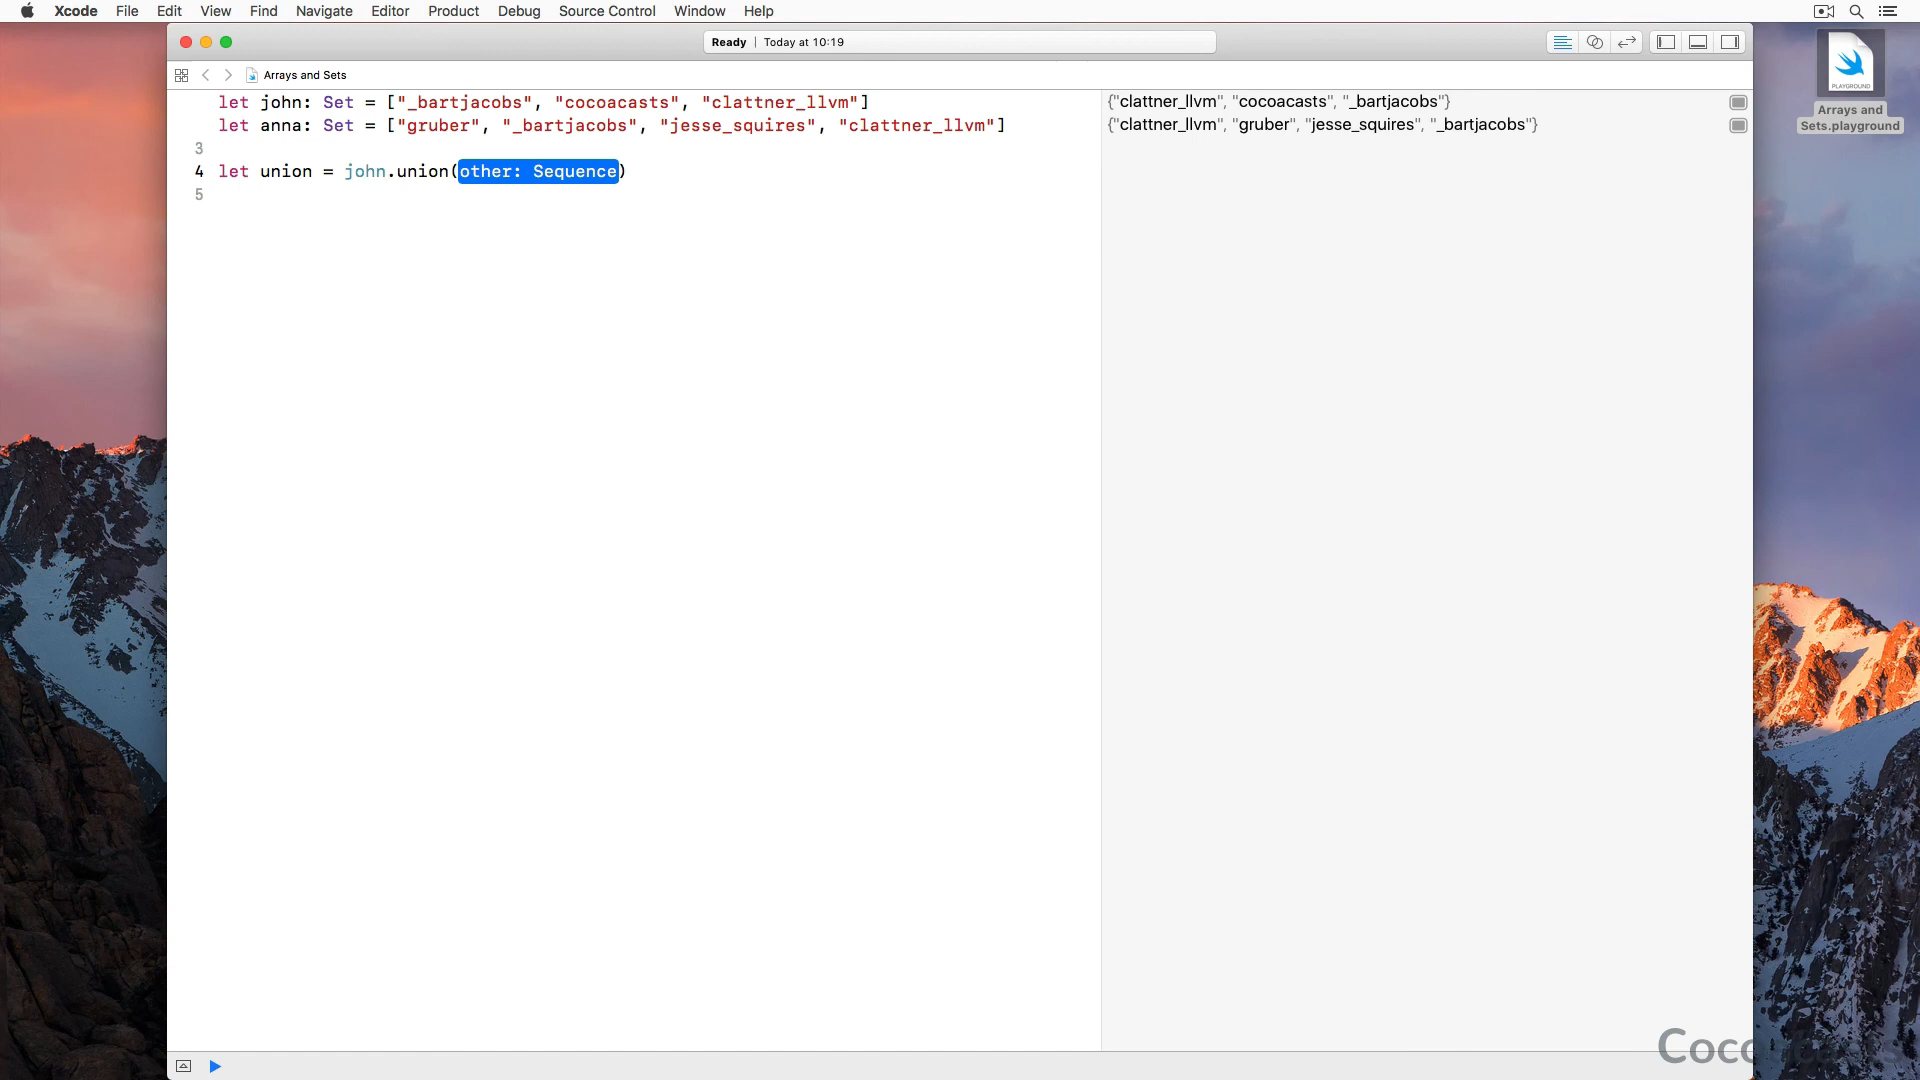 Xcode File Edit View Find Navigate Editor Product Debug Source Control Window Help
Ready | Today at 10:19
Arrays and Sets
let john: Set = ["_bartjacobs", "cocoacasts", "clattner_llvm"]
{"clattner_llvm", "cocoacasts", "_bartjacobs"}
let anna: Set = ["gruber", "_bartjacobs", "jesse_squires", "clattner_llvm"]
{"clattner_llvm", "gruber", "jesse_squires", "_bartjacobs"}
3
4 let union = john.union(other: Sequence)
5
PLAYGROUND
Arrays and
Sets.playground